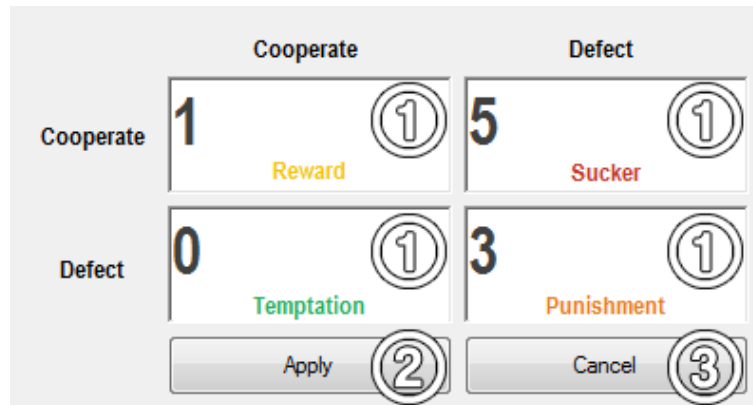 Cooperate Defect
Cooperate 1 ① 5 ①
Reward Sucker
Defect 0 ① 3 ①
Temptation Punishment
Apply ② Cancel ③